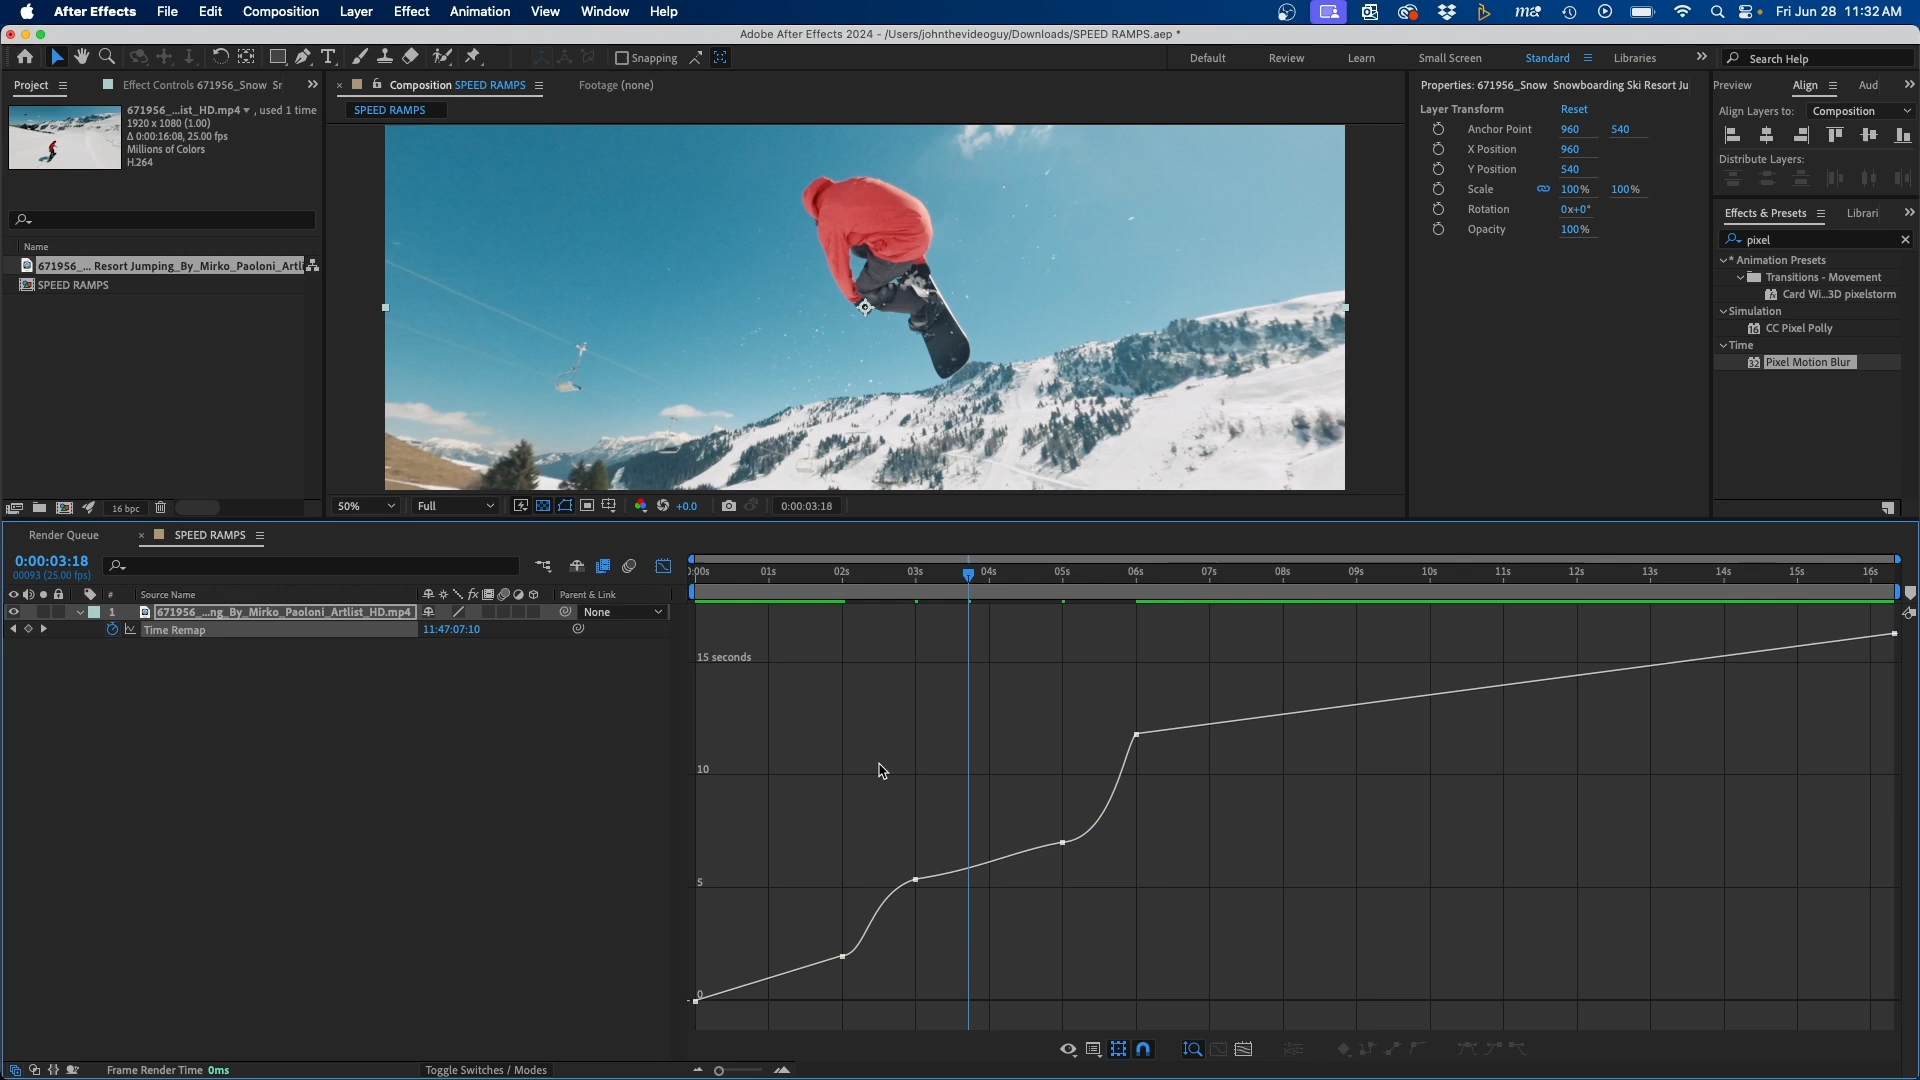 After Effects File Edit Composition Layer Effect Animation View Window Help Fri Jun 28 11:32 AM
Adobe After Effects 2024 - /Users/johnthevideoguy/Downloads/SPEED RAMPS.aep *
Snapping Default Review Learn Small Screen Standard Libraries Search Help
Project Effect Controls 671956_Snow Sr
671956_...ist_HD.mp4 , used 1 time
1920 x 1080 (1.00)
Δ 0:00:16:08, 25.00 fps
Millions of Colors
H.264
Name
671956_... Resort Jumping_By_Mirko_Paoloni_Artli
SPEED RAMPS
16 bpc
Composition SPEED RAMPS Footage (none)
SPEED RAMPS
50% Full +0.0 0:00:03:18
Properties: 671956_Snow Snowboarding Ski Resort Ju
Layer Transform Reset
Anchor Point 960 540
X Position 960
Y Position 540
Scale 100% 100%
Rotation 0x+0°
Opacity 100%
Preview Align Aud
Align Layers to: Composition
Distribute Layers:
Effects & Presets Librari
pixel
* Animation Presets
Transitions - Movement
Card Wi...3D pixelstorm
Simulation
CC Pixel Polly
Time
Pixel Motion Blur
Render Queue SPEED RAMPS
0:00:03:18
00093 (25.00 fps)
# Source Name Parent & Link
1 671956_...ng_By_Mirko_Paoloni_Artlist_HD.mp4 None
Time Remap 11:47:07:10
):00s 01s 02s 03s 04s 05s 06s 07s 08s 09s 10s 11s 12s 13s 14s 15s 16s
15 seconds
10
5
0
Frame Render Time 0ms Toggle Switches / Modes